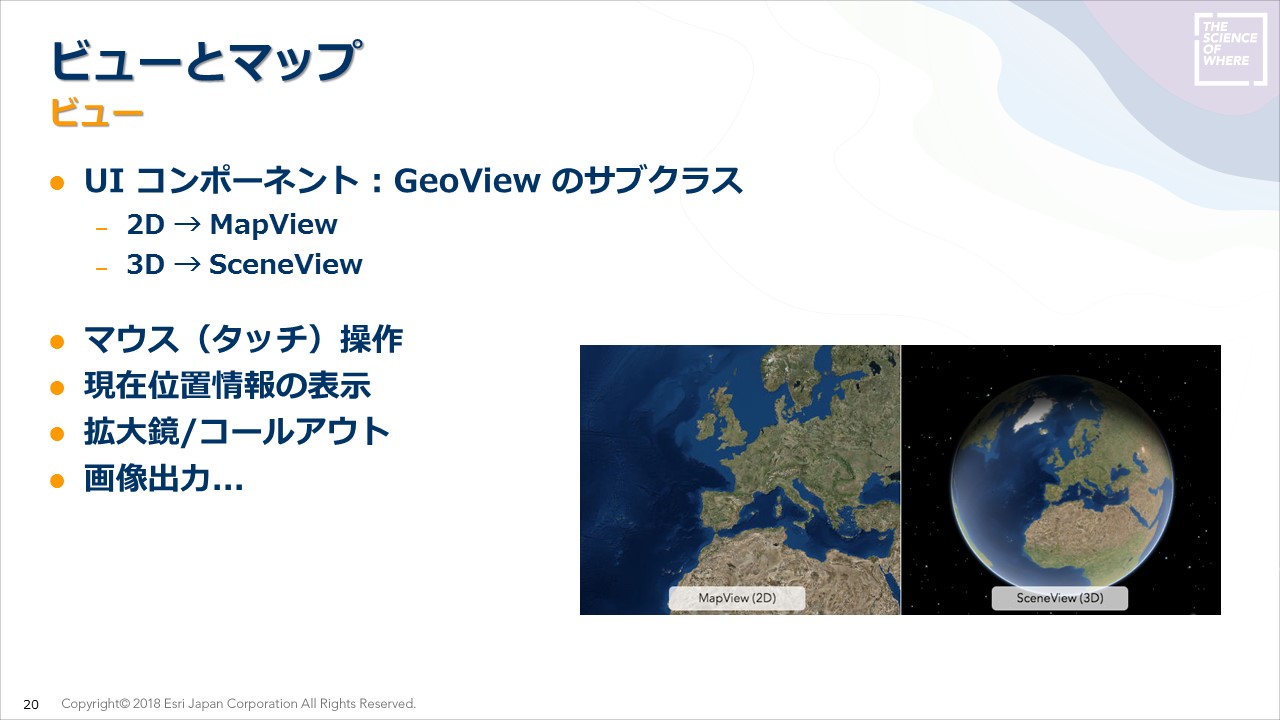 ビューとマップ
ビュー
THE
SCIENCE
OF
WHERE
● UI コンポーネント : GeoView のサブクラス
– 2D → MapView
– 3D → SceneView
● マウス（タッチ）操作
● 現在位置情報の表示
● 拡大鏡/コールアウト
● 画像出力...
MapView (2D)
SceneView (3D)
20 Copyright© 2018 Esri Japan Corporation All Rights Reserved.